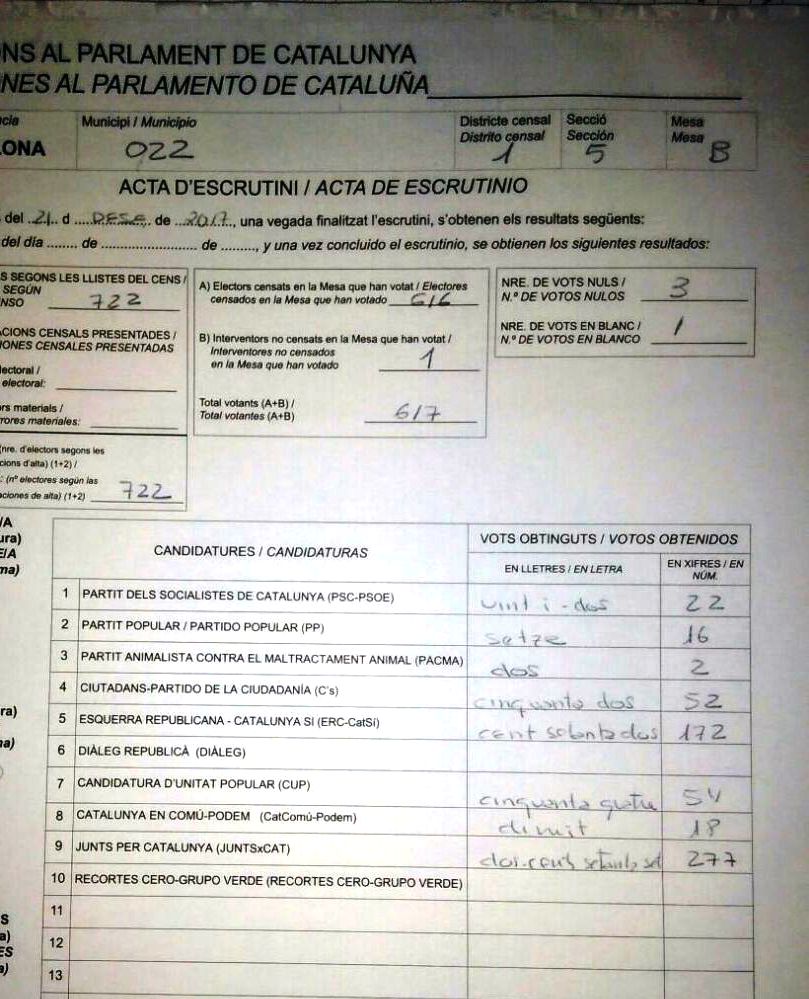 NS AL PARLAMENT DE CATALUNYA
NES AL PARLAMENTO DE CATALUÑA
cia Municipi / Municipio Districte censal Secció Mesa
Distrito censal Sección Mesa
ONA 022 1 5 B
ACTA D'ESCRUTINI / ACTA DE ESCRUTINIO
del 21 d DESE. de 2017, una vegada finalitzat l'escrutini, s'obtenen els resultats següents:
del día ........ de ......................... de ........., y una vez concluido el escrutinio, se obtienen los siguientes resultados:
S SEGONS LES LLISTES DEL CENS /
SEGÚN
NSO 722
CIONS CENSALS PRESENTADES /
IONES CENSALES PRESENTADAS
lectoral /
electoral:
rs materials /
rores materiales:
(nre. d'electors segons les
cions d'alta) (1+2) /
: (nº electores según las
aciones de alta) (1+2) 722
A) Electors censats en la Mesa que han votat / Electores
censados en la Mesa que han votado 616
B) Interventors no censats en la Mesa que han votat /
Interventores no censados
en la Mesa que han votado 1
Total votants (A+B) /
Total votantes (A+B) 617
NRE. DE VOTS NULS /
N.º DE VOTOS NULOS 3
NRE. DE VOTS EN BLANC /
N.º DE VOTOS EN BLANCO 1
/A
ura)
E/A
ma)
CANDIDATURES / CANDIDATURAS VOTS OBTINGUTS / VOTOS OBTENIDOS
EN LLETRES / EN LETRA EN XIFRES / EN NÚM.
1 PARTIT DELS SOCIALISTES DE CATALUNYA (PSC-PSOE) vint i-dos 22
2 PARTIT POPULAR / PARTIDO POPULAR (PP) setze 16
3 PARTIT ANIMALISTA CONTRA EL MALTRACTAMENT ANIMAL (PACMA) dos 2
4 CIUTADANS-PARTIDO DE LA CIUDADANÍA (C's) cinquanta dos 52
5 ESQUERRA REPUBLICANA - CATALUNYA SÍ (ERC-CatSí) cent setanta dos 172
6 DIÀLEG REPUBLICÀ (DIÀLEG)
7 CANDIDATURA D'UNITAT POPULAR (CUP) cinquanta quatre 54
8 CATALUNYA EN COMÚ-PODEM (CatComú-Podem) divuit 18
9 JUNTS PER CATALUNYA (JUNTSxCAT) dos-cents setanta set 277
10 RECORTES CERO-GRUPO VERDE (RECORTES CERO-GRUPO VERDE)
11
12
13
ra)
na)
S
a)
ES
a)